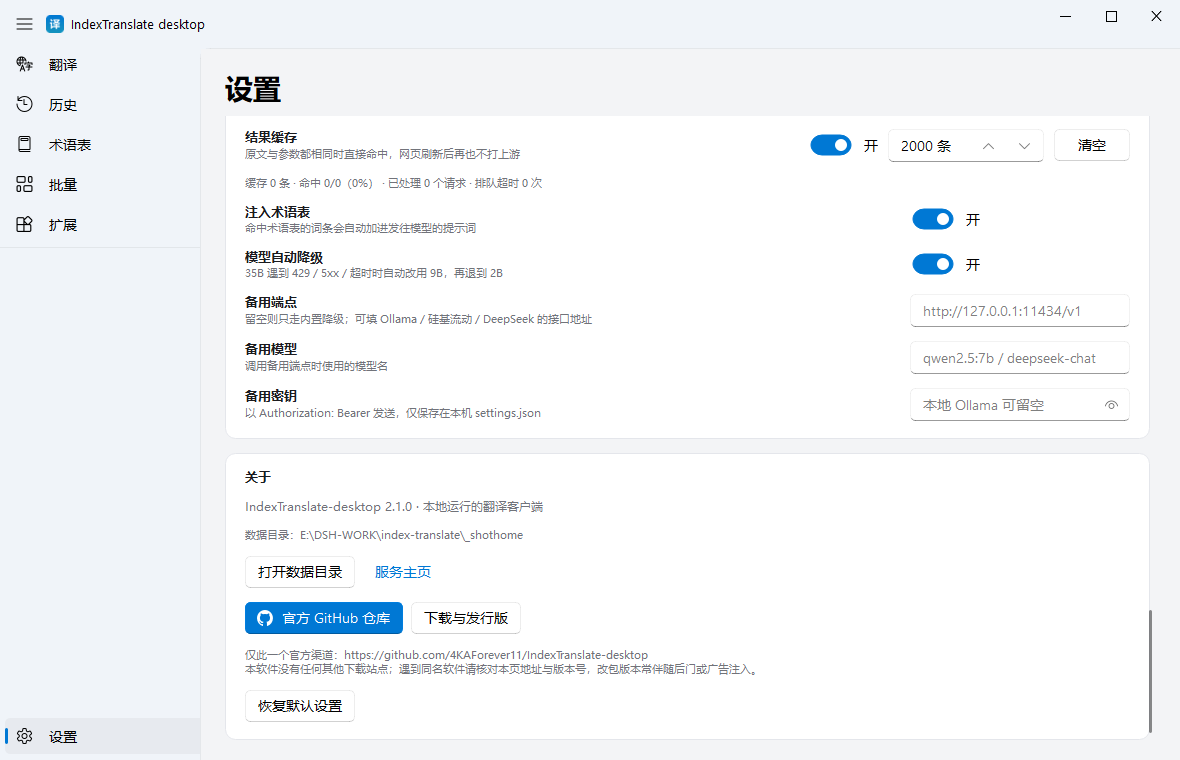 译 IndexTranslate desktop
翻译
历史
术语表
批量
扩展
设置
设置
结果缓存
原文与参数都相同时直接命中，网页刷新后再也不打上游
开
2000 条
清空
缓存 0 条 · 命中 0/0（0%） · 已处理 0 个请求 · 排队超时 0 次
注入术语表
命中术语表的词条会自动加进发往模型的提示词
开
模型自动降级
35B 遇到 429 / 5xx / 超时时自动改用 9B，再退到 2B
开
备用端点
留空则只走内置降级；可填 Ollama / 硅基流动 / DeepSeek 的接口地址
http://127.0.0.1:11434/v1
备用模型
调用备用端点时使用的模型名
qwen2.5:7b / deepseek-chat
备用密钥
以 Authorization: Bearer 发送，仅保存在本机 settings.json
本地 Ollama 可留空
关于
IndexTranslate-desktop 2.1.0 · 本地运行的翻译客户端
数据目录：E:\DSH-WORK\index-translate\_shothome
打开数据目录
服务主页
官方 GitHub 仓库
下载与发行版
仅此一个官方渠道：https://github.com/4KAForever11/IndexTranslate-desktop
本软件没有任何其他下载站点；遇到同名软件请核对本页地址与版本号，改包版本常伴随后门或广告注入。
恢复默认设置